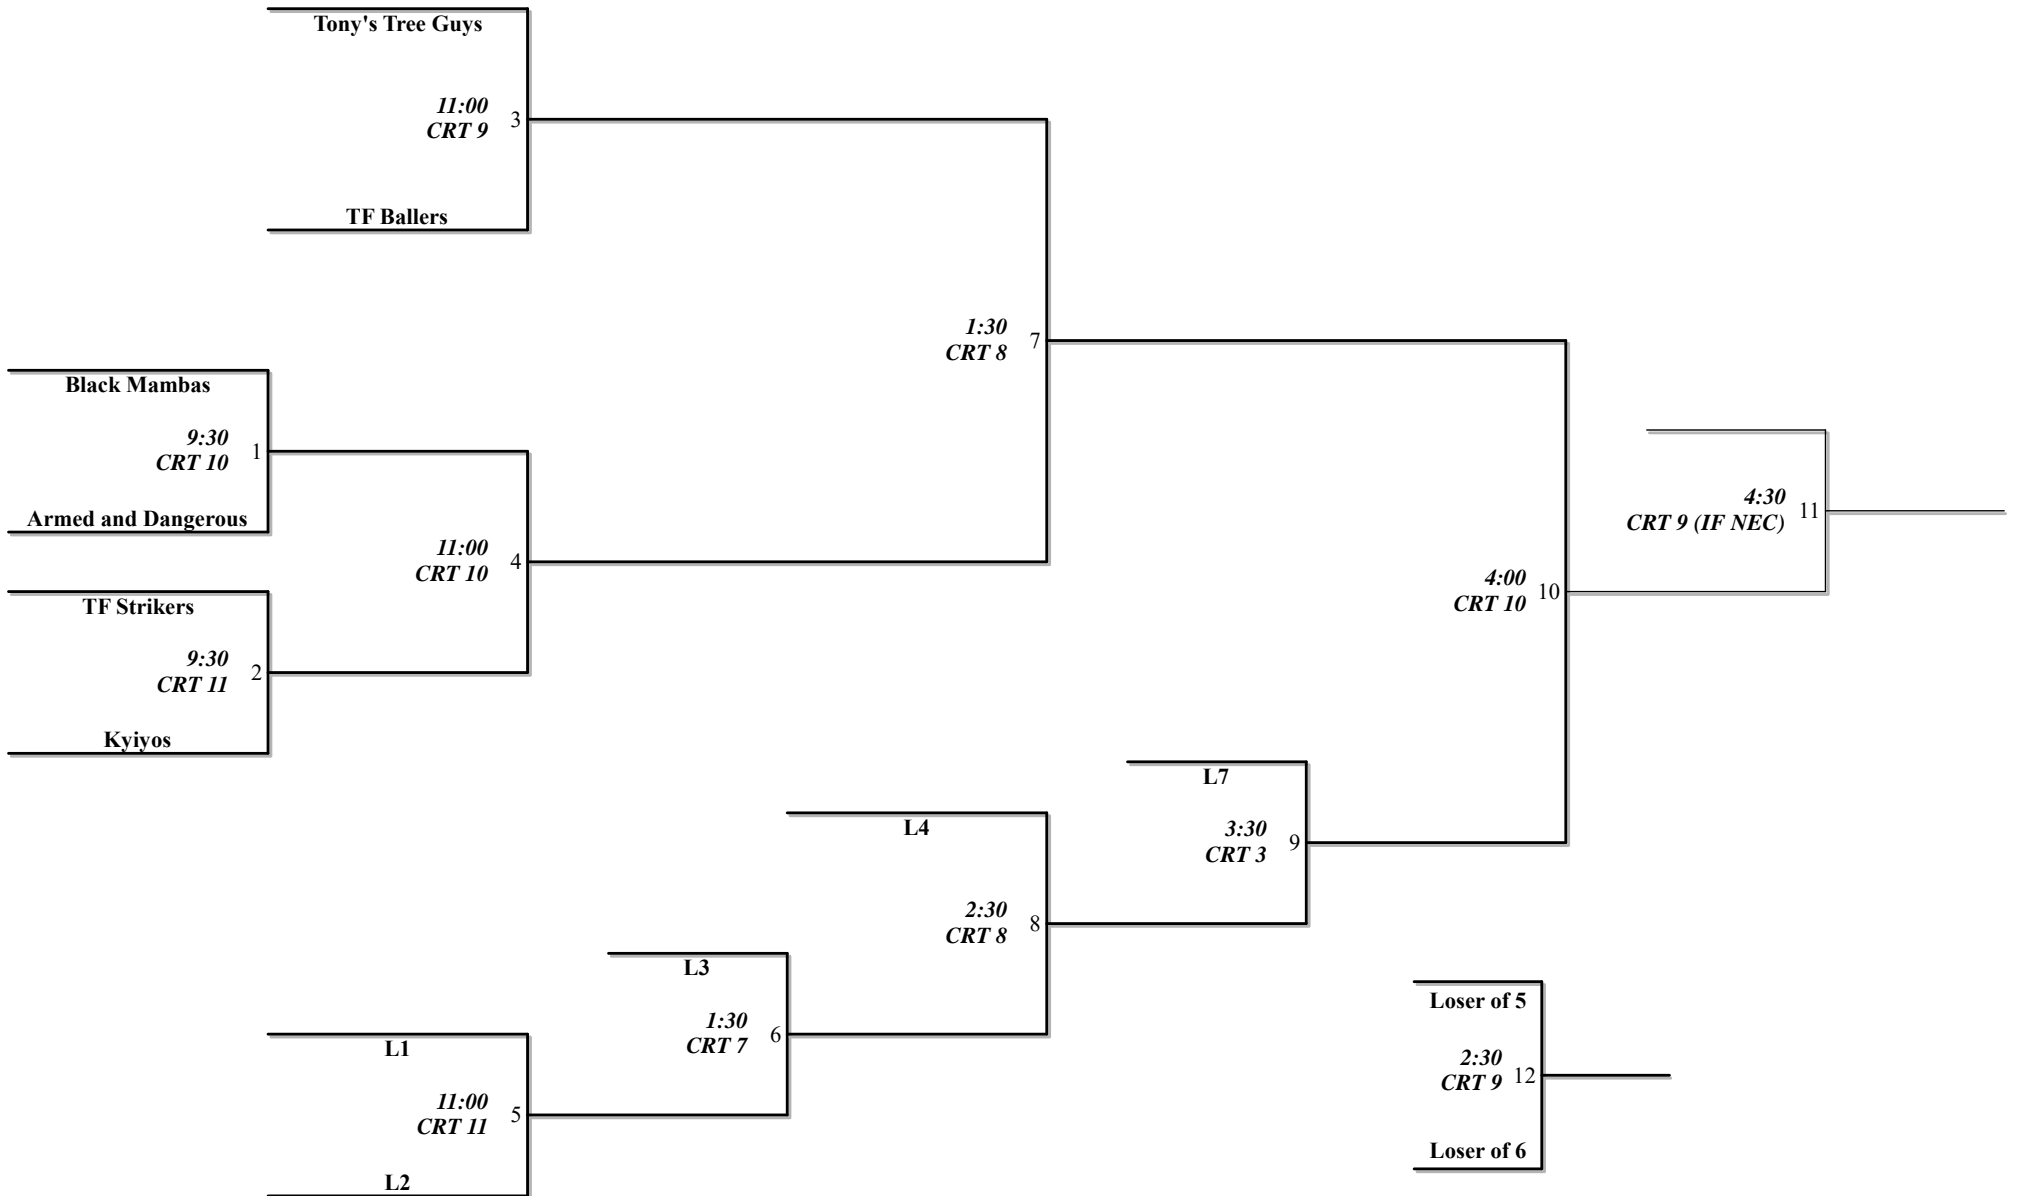 Tony's Tree Guys
11:00
CRT 9
3
TF Ballers
1:30
CRT 8
7
Black Mambas
9:30
CRT 10
1
Armed and Dangerous
11:00
CRT 10
4
TF Strikers
9:30
CRT 11
2
Kyiyos
4:30
CRT 9 (IF NEC)
11
4:00
CRT 10
10
L7
3:30
CRT 3
9
L4
2:30
CRT 8
8
L3
1:30
CRT 7
6
L1
11:00
CRT 11
5
L2
Loser of 5
2:30
CRT 9
12
Loser of 6